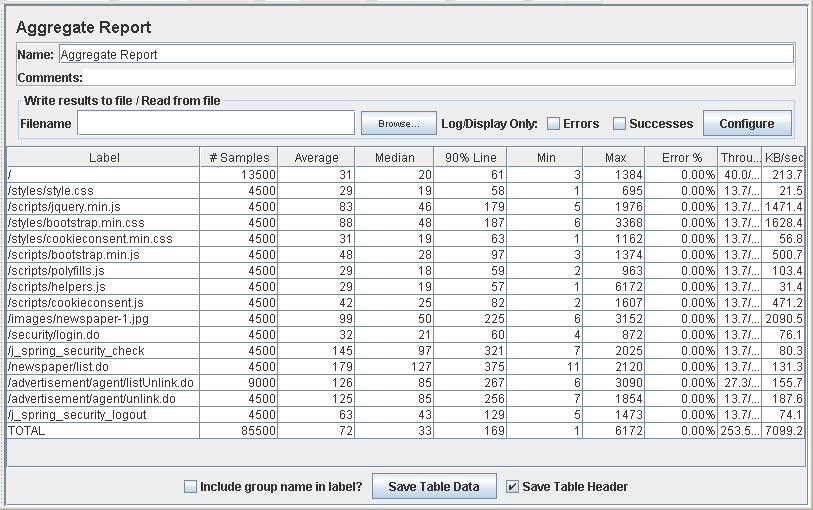 Aggregate Report
Name: Aggregate Report
Comments:
Write results to file / Read from file
Filename Browse... Log/Display Only: Errors Successes Configure
Label # Samples Average Median 90% Line Min Max Error % Throu... KB/sec
/ 13500 31 20 61 3 1384 0.00% 40.0/... 213.7
/styles/style.css 4500 29 19 58 1 695 0.00% 13.7/... 21.5
/scripts/jquery.min.js 4500 83 46 179 5 1976 0.00% 13.7/... 1471.4
/styles/bootstrap.min.css 4500 88 48 187 6 3368 0.00% 13.7/... 1628.4
/styles/cookieconsent.min.css 4500 31 19 63 1 1162 0.00% 13.7/... 56.8
/scripts/bootstrap.min.js 4500 48 28 97 3 1374 0.00% 13.7/... 500.7
/scripts/polyfills.js 4500 29 18 59 2 963 0.00% 13.7/... 103.4
/scripts/helpers.js 4500 29 19 57 1 6172 0.00% 13.7/... 31.4
/scripts/cookieconsent.js 4500 42 25 82 2 1607 0.00% 13.7/... 471.2
/images/newspaper-1.jpg 4500 99 50 225 6 3152 0.00% 13.7/... 2090.5
/security/login.do 4500 32 21 60 4 872 0.00% 13.7/... 76.1
/j_spring_security_check 4500 145 97 321 7 2025 0.00% 13.7/... 80.3
/newspaper/list.do 4500 179 127 375 11 2120 0.00% 13.7/... 131.3
/advertisement/agent/listUnlink.do 9000 126 85 267 6 3090 0.00% 27.3/... 155.7
/advertisement/agent/unlink.do 4500 125 85 256 7 1854 0.00% 13.7/... 187.6
/j_spring_security_logout 4500 63 43 129 5 1473 0.00% 13.7/... 74.1
TOTAL 85500 72 33 169 1 6172 0.00% 253.5... 7099.2
Include group name in label? Save Table Data Save Table Header